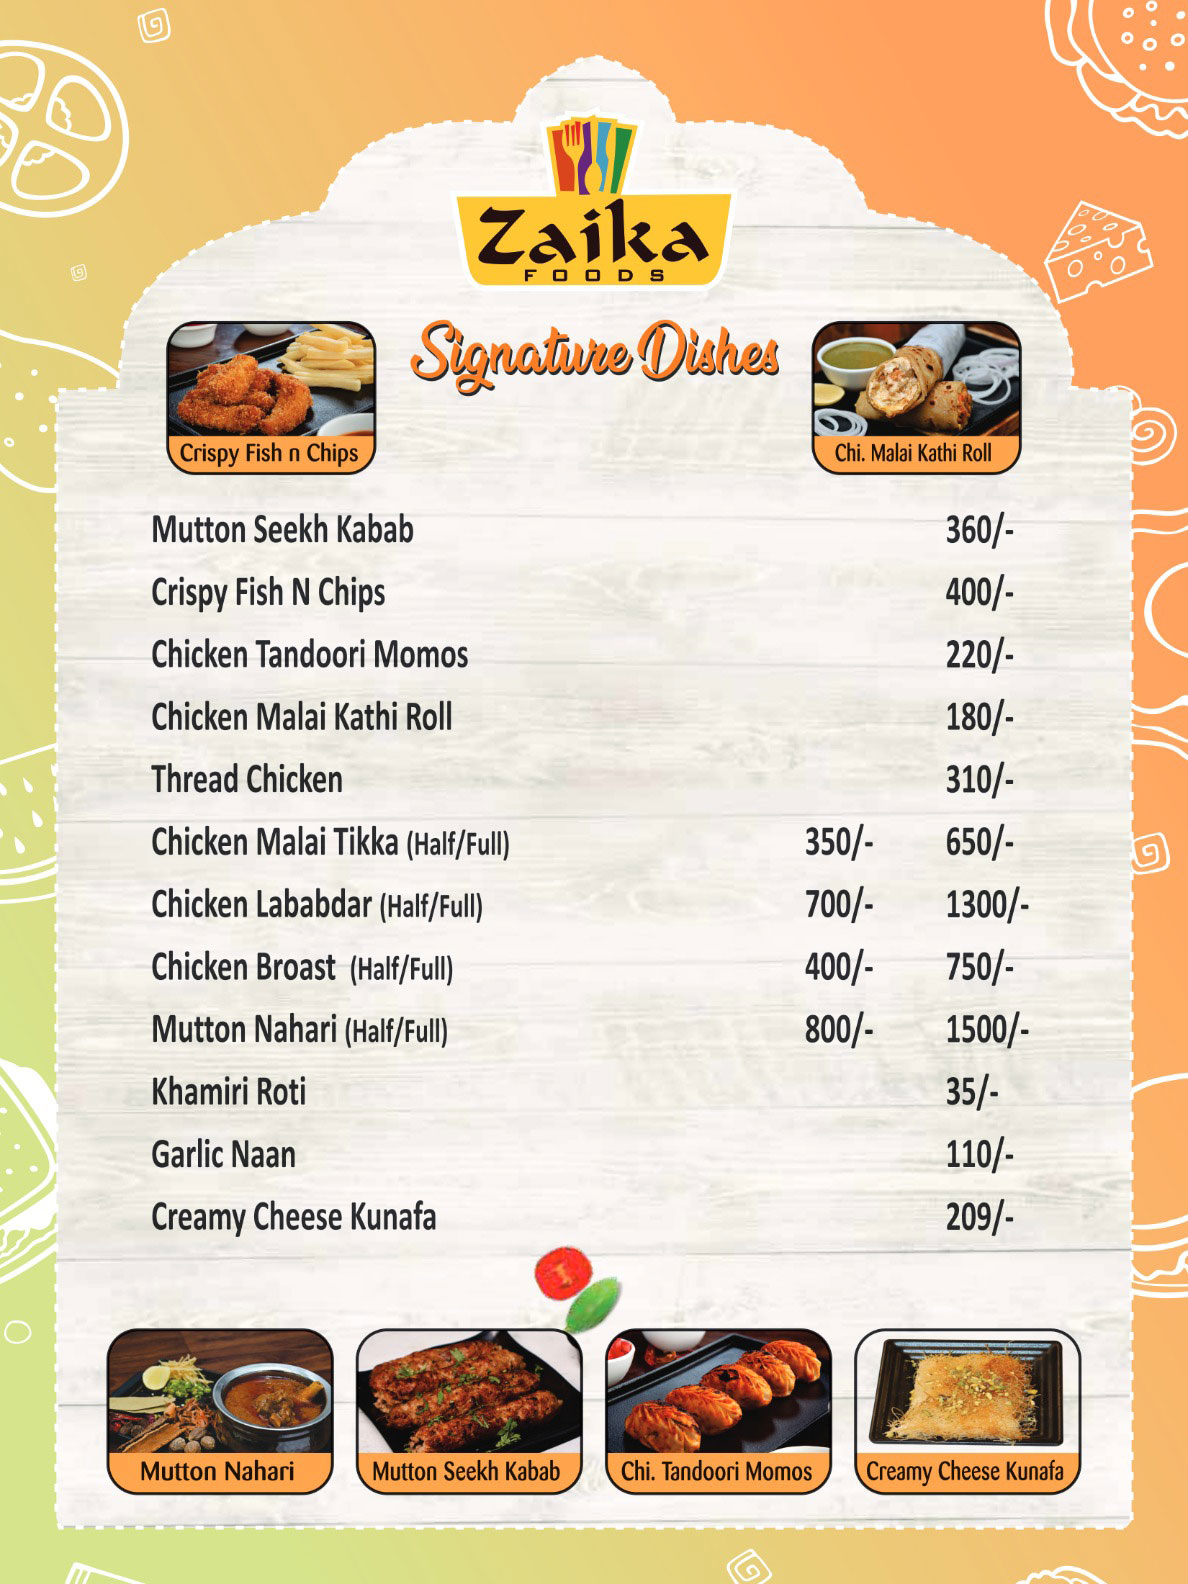 Zaika
FOODS
Signature Dishes
Crispy Fish n Chips
Chi. Malai Kathi Roll
Mutton Seekh Kabab 360/-
Crispy Fish N Chips 400/-
Chicken Tandoori Momos 220/-
Chicken Malai Kathi Roll 180/-
Thread Chicken 310/-
Chicken Malai Tikka (Half/Full) 350/- 650/-
Chicken Lababdar (Half/Full) 700/- 1300/-
Chicken Broast (Half/Full) 400/- 750/-
Mutton Nahari (Half/Full) 800/- 1500/-
Khamiri Roti 35/-
Garlic Naan 110/-
Creamy Cheese Kunafa 209/-
Mutton Nahari
Mutton Seekh Kabab
Chi. Tandoori Momos
Creamy Cheese Kunafa